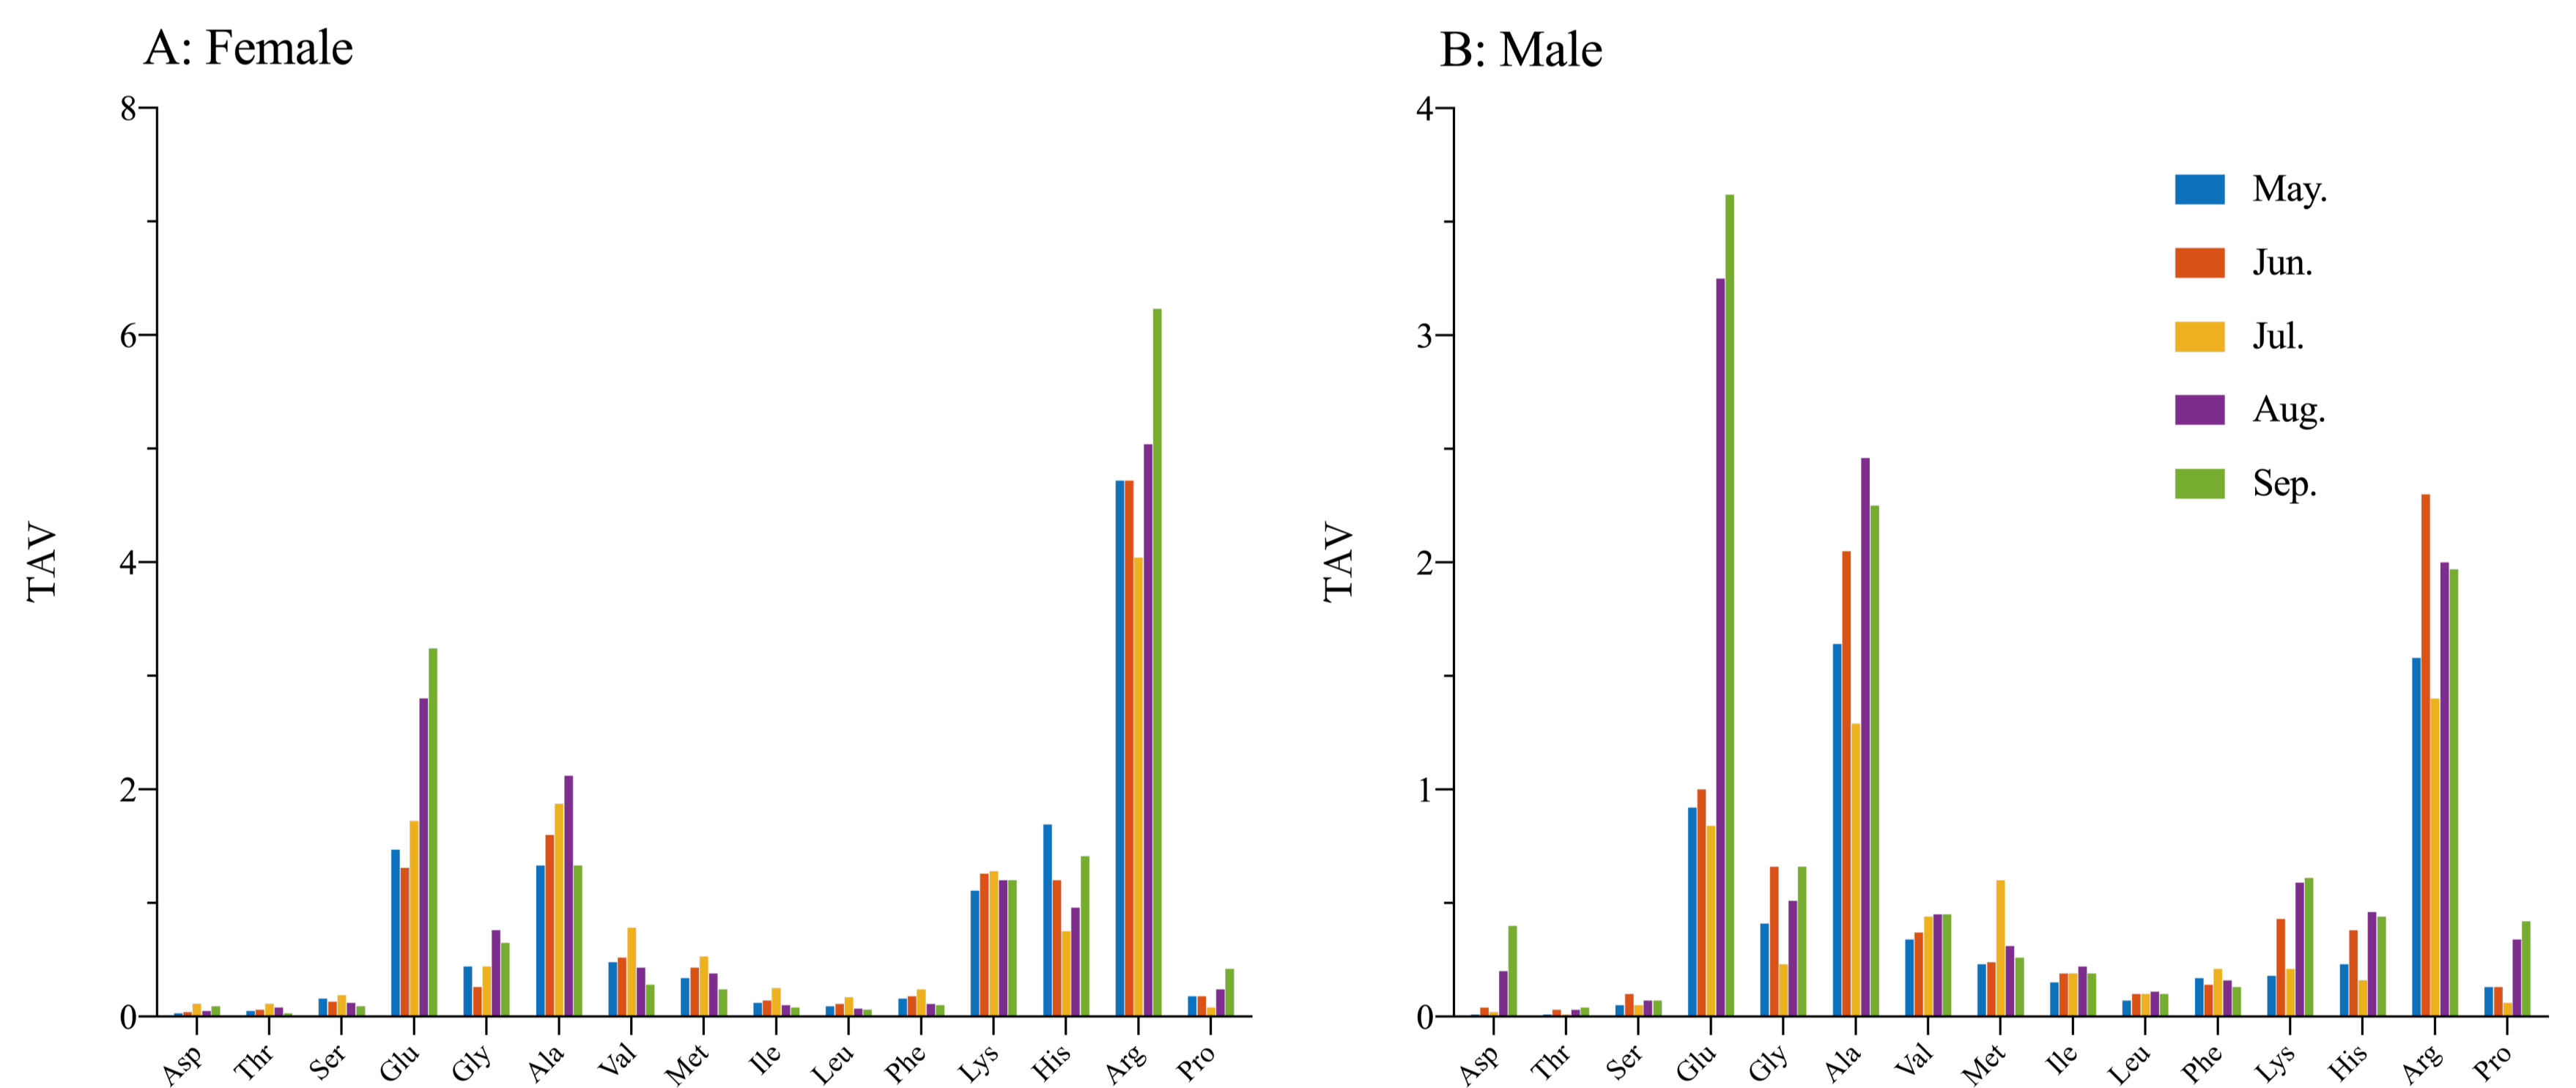 A: Female
8
6
4
2
0
TAV
Asp Thr Ser Glu Gly Ala Val Met Ile Leu Phe Lys His Arg Pro
B: Male
4
3
2
1
0
TAV
May.
Jun.
Jul.
Aug.
Sep.
Asp Thr Ser Glu Gly Ala Val Met Ile Leu Phe Lys His Arg Pro